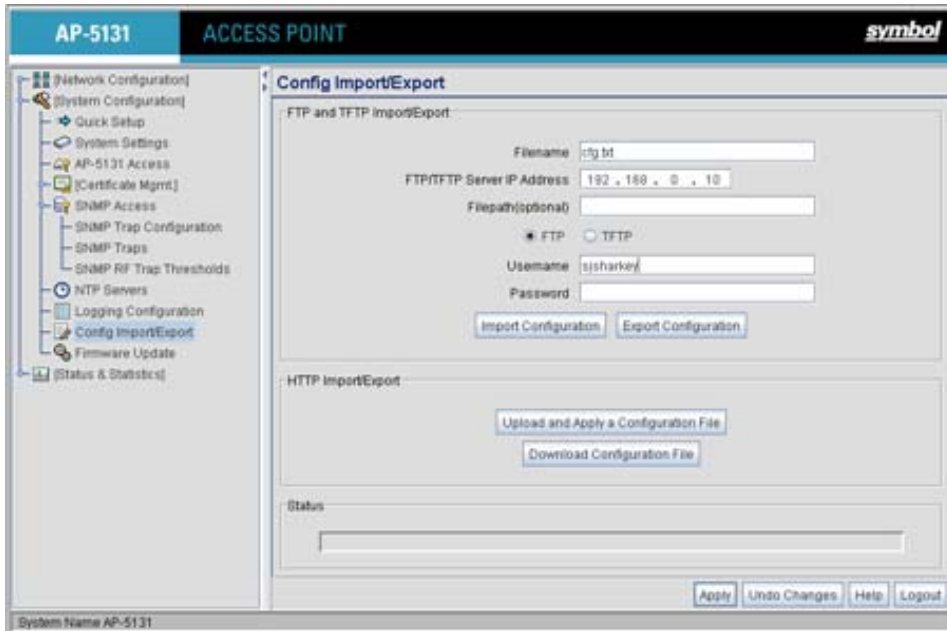 AP-5131
ACCESS POINT
symbol
[Network Configuration]
[System Configuration]
Quick Setup
System Settings
AP-5131 Access
[Certificate Mgmt.]
SNMP Access
SNMP Trap Configuration
SNMP Traps
SNMP RF Trap Thresholds
NTP Servers
Logging Configuration
Config Import/Export
Firmware Update
[Status & Statistics]
Config Import/Export
FTP and TFTP Import/Export
Filename cfg.txt
FTP/TFTP Server IP Address 192 . 168 . 0 . 10
Filepath(optional)
FTP TFTP
Username sjsharkey
Password
Import Configuration Export Configuration
HTTP Import/Export
Upload and Apply a Configuration File
Download Configuration File
Status
Apply Undo Changes Help Logout
System Name AP-5131